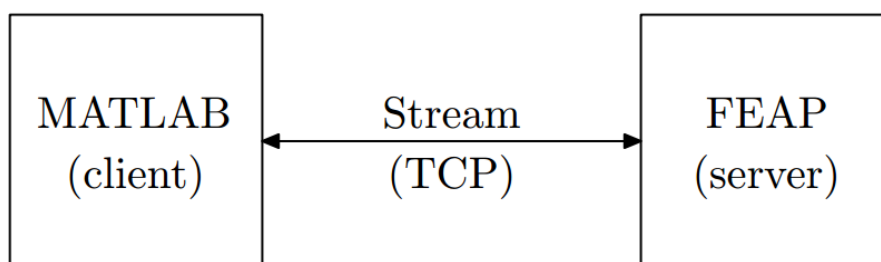 MATLAB
(client)
Stream
(TCP)
FEAP
(server)